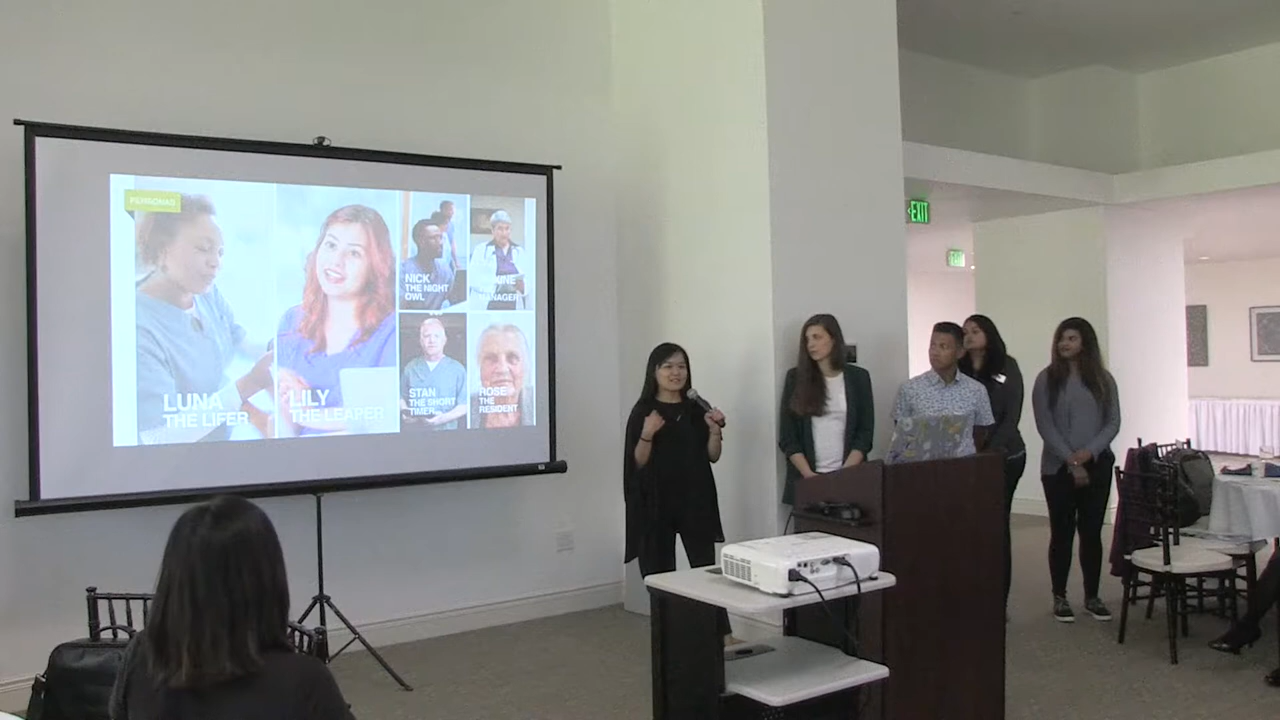 PERSONAS
LUNA
THE LIFER
LILY
THE LEAPER
NICK
THE NIGHT
OWL
MANAGER
STAN
THE SHORT
TIMER
ROSE
THE
RESIDENT
EXIT
EXIT